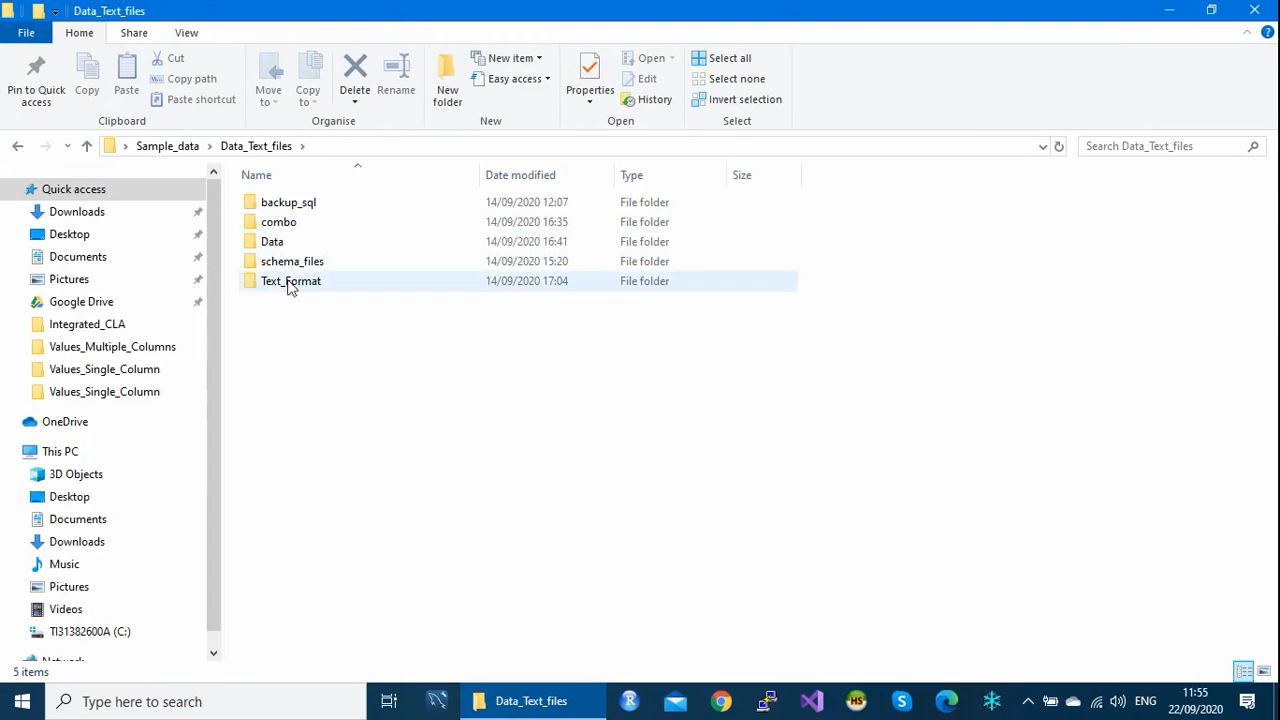 Data_Text_files
File Home Share View
Pin to Quick access
Copy
Paste
Cut
Copy path
Paste shortcut
Clipboard
Move to
Copy to
Delete
Rename
Organise
New folder
New item
Easy access
New
Properties
Open
Edit
History
Open
Select all
Select none
Invert selection
Select
Sample_data Data_Text_files
Search Data_Text_files
Name Date modified Type Size
backup_sql 14/09/2020 12:07 File folder
combo 14/09/2020 16:35 File folder
Data 14/09/2020 16:41 File folder
schema_files 14/09/2020 15:20 File folder
Text_Format 14/09/2020 17:04 File folder
Quick access
Downloads
Desktop
Documents
Pictures
Google Drive
Integrated_CLA
Values_Multiple_Columns
Values_Single_Column
Values_Single_Column
OneDrive
This PC
3D Objects
Desktop
Documents
Downloads
Music
Pictures
Videos
TI31382600A (C:)
Network
5 items
Type here to search
Data_Text_files
R
HS
S
ENG
11:55
22/09/2020